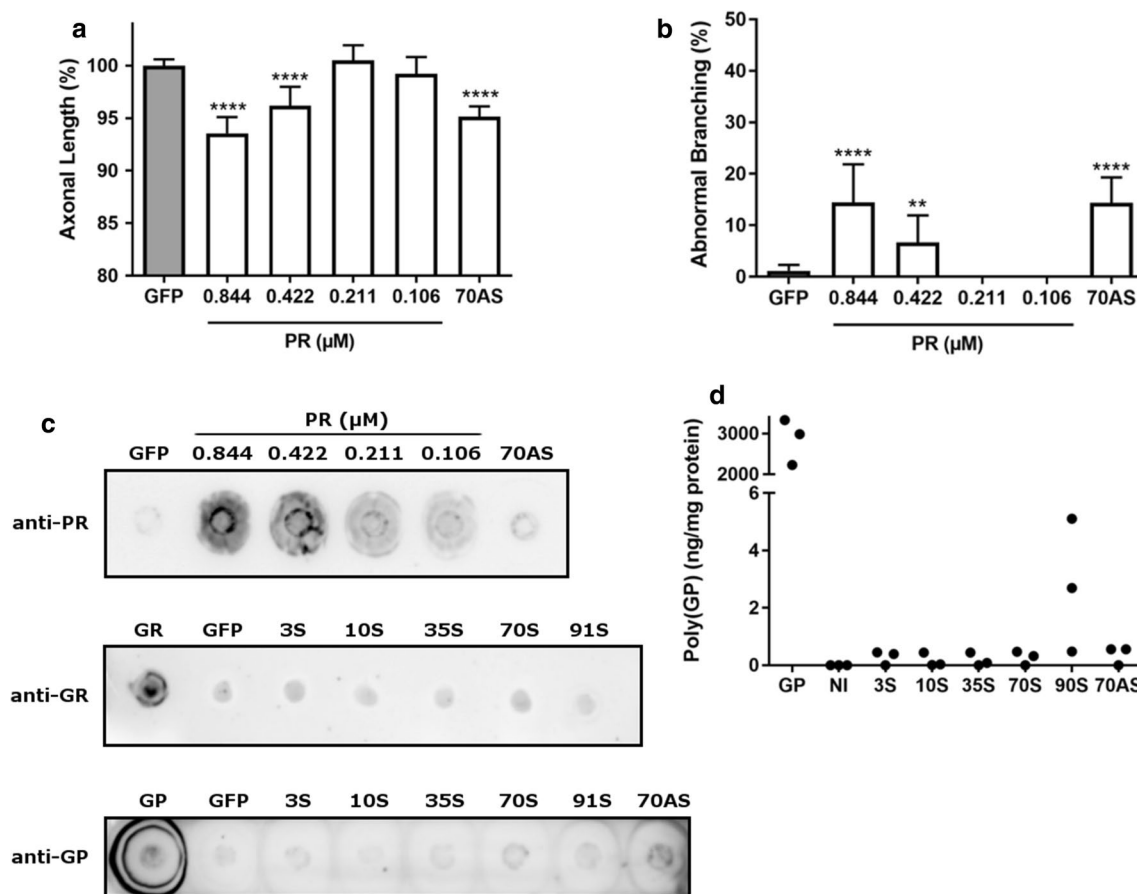 a
Axonal Length (%)
100
95
90
85
80
****
****
****
GFP 0.844 0.422 0.211 0.106 70AS
PR (µM)
b
Abnormal Branching (%)
50
40
30
20
10
0
****
**
****
GFP 0.844 0.422 0.211 0.106 70AS
PR (µM)
c
PR (µM)
GFP 0.844 0.422 0.211 0.106 70AS
anti-PR
GR GFP 3S 10S 35S 70S 91S
anti-GR
GP GFP 3S 10S 35S 70S 91S 70AS
anti-GP
d
Poly(GP) (ng/mg protein)
3000
2000
6
4
2
0
GP NI 3S 10S 35S 70S 90S 70AS